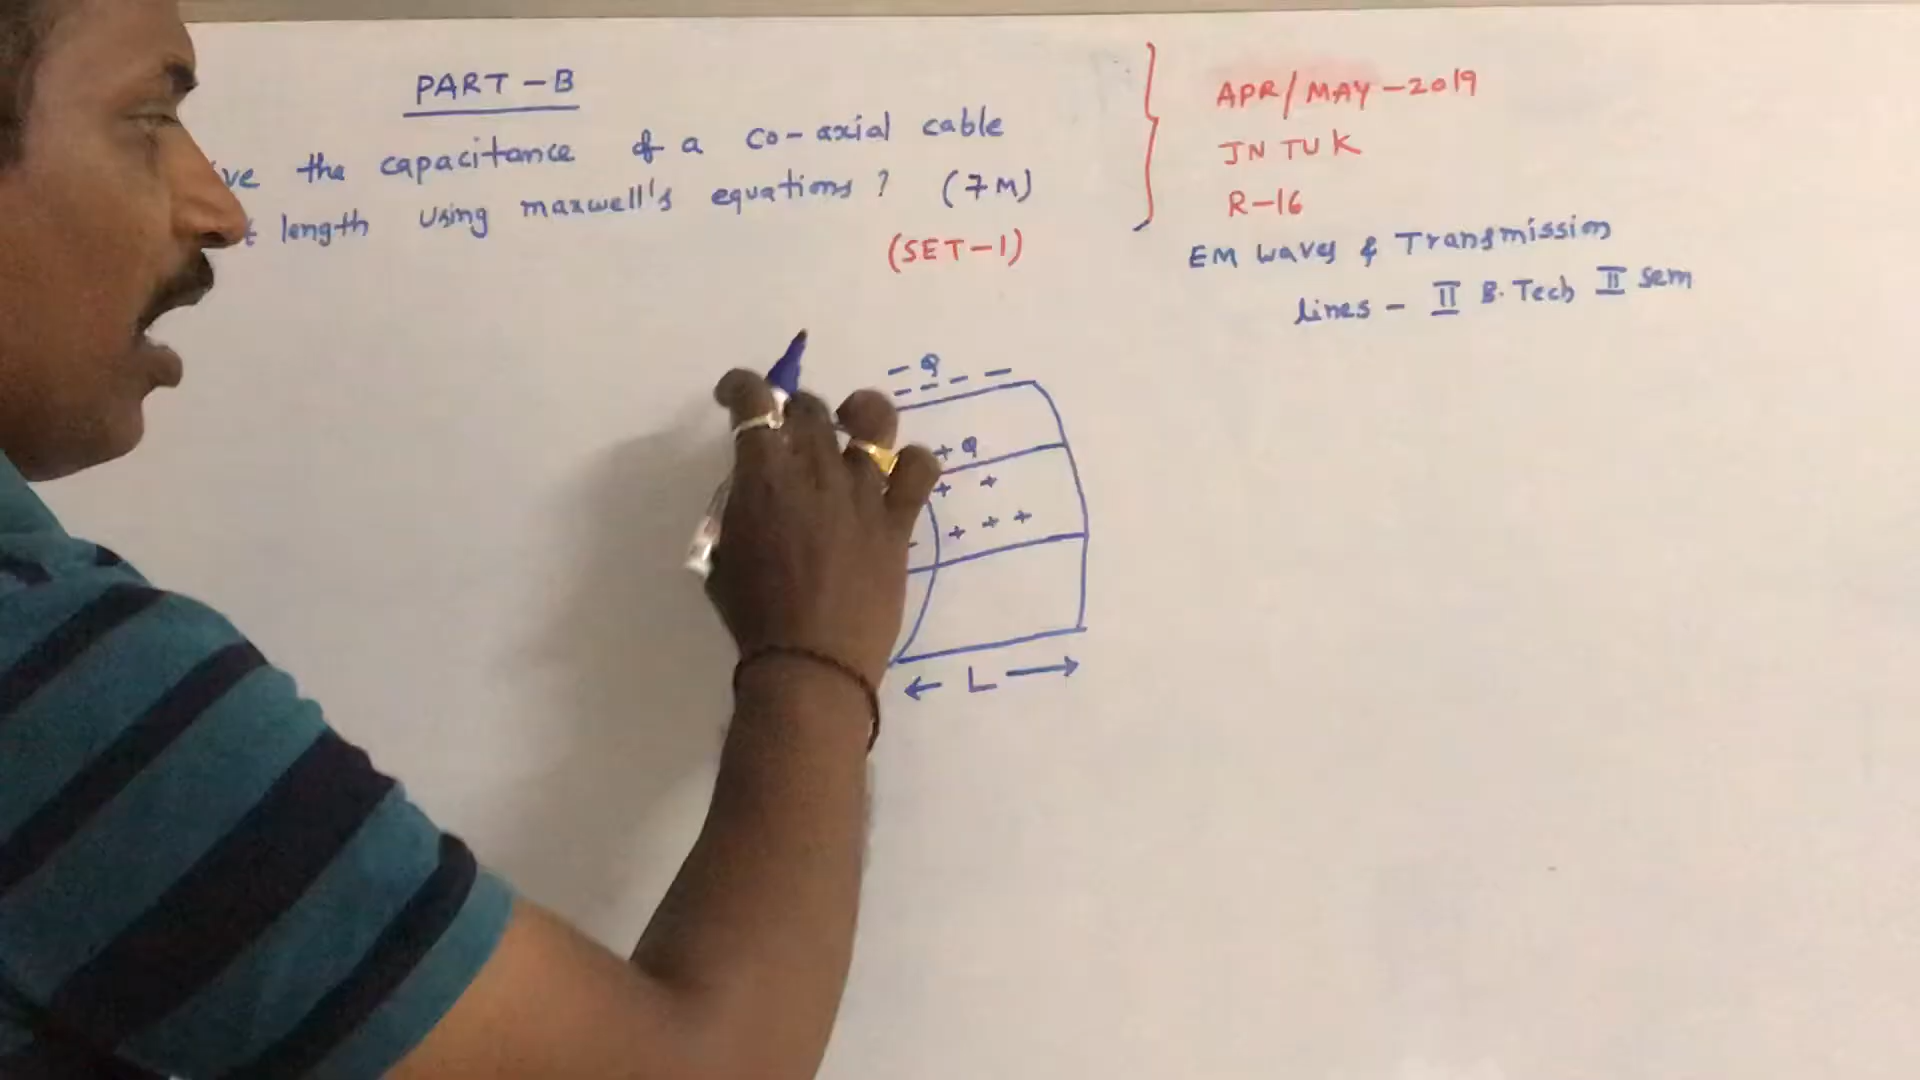 PART-B
the capacitance of a co-axial cable
length using maxwell's equations? (7M)
(SET-1)
APR/MAY-2019
JNTUK
R-16
EM waves & Transmission
lines - II B.Tech II sem
- Q
+ Q
L